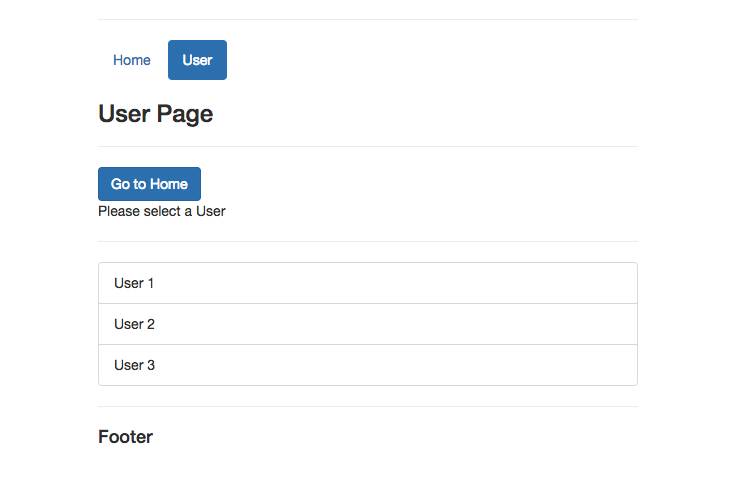 Home User
User Page
Go to Home
Please select a User
User 1
User 2
User 3
Footer